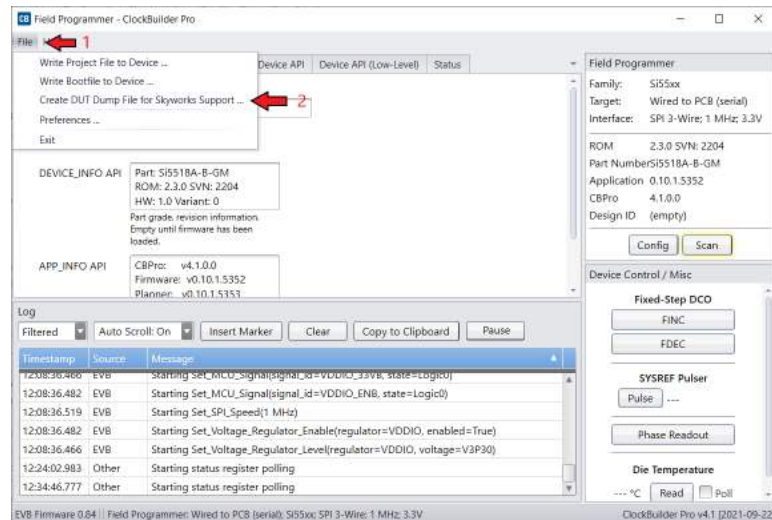 CB Field Programmer - ClockBuilder Pro
File
1
Write Project File to Device ...
Write Bootfile to Device ...
Create DUT Dump File for Skyworks Support ...
2
Preferences ...
Exit
Device API
Device API (Low-Level)
Status
DEVICE_INFO API
Part: Si5518A-B-GM
ROM: 2.3.0 SVN: 2204
HW: 1.0 Variant: 0
Part grade, revision information.
Empty until firmware has been
loaded.
APP_INFO API
CBPro: v4.1.0.0
Firmware: v0.10.1.5352
Planner: v0.10.1.5353
Log
Filtered
Auto Scroll: On
Insert Marker
Clear
Copy to Clipboard
Pause
Timestamp Source Message
12:08:36.466 EVB Starting Set_MCU_Signal(signal_id=VDDIO_33VB, state=Logic0)
12:08:36.482 EVB Starting Set_MCU_Signal(signal_id=VDDIO_ENB, state=Logic0)
12:08:36.519 EVB Starting Set_SPI_Speed(1 MHz)
12:08:36.482 EVB Starting Set_Voltage_Regulator_Enable(regulator=VDDIO, enabled=True)
12:08:36.466 EVB Starting Set_Voltage_Regulator_Level(regulator=VDDIO, voltage=V3P30)
12:24:02.983 Other Starting status register polling
12:34:46.777 Other Starting status register polling
Field Programmer
Family: Si55xx
Target: Wired to PCB (serial)
Interface: SPI 3-Wire; 1 MHz; 3.3V
ROM 2.3.0 SVN: 2204
Part Number Si5518A-B-GM
Application 0.10.1.5352
CBPro 4.1.0.0
Design ID (empty)
Config
Scan
Device Control / Misc
Fixed-Step DCO
FINC
FDEC
SYSREF Pulser
Pulse ---
Phase Readout
Die Temperature
--- °C Read Poll
EVB Firmware 0.84 Field Programmer: Wired to PCB (serial); Si55xx; SPI 3-Wire; 1 MHz; 3.3V
ClockBuilder Pro v4.1 [2021-09-22